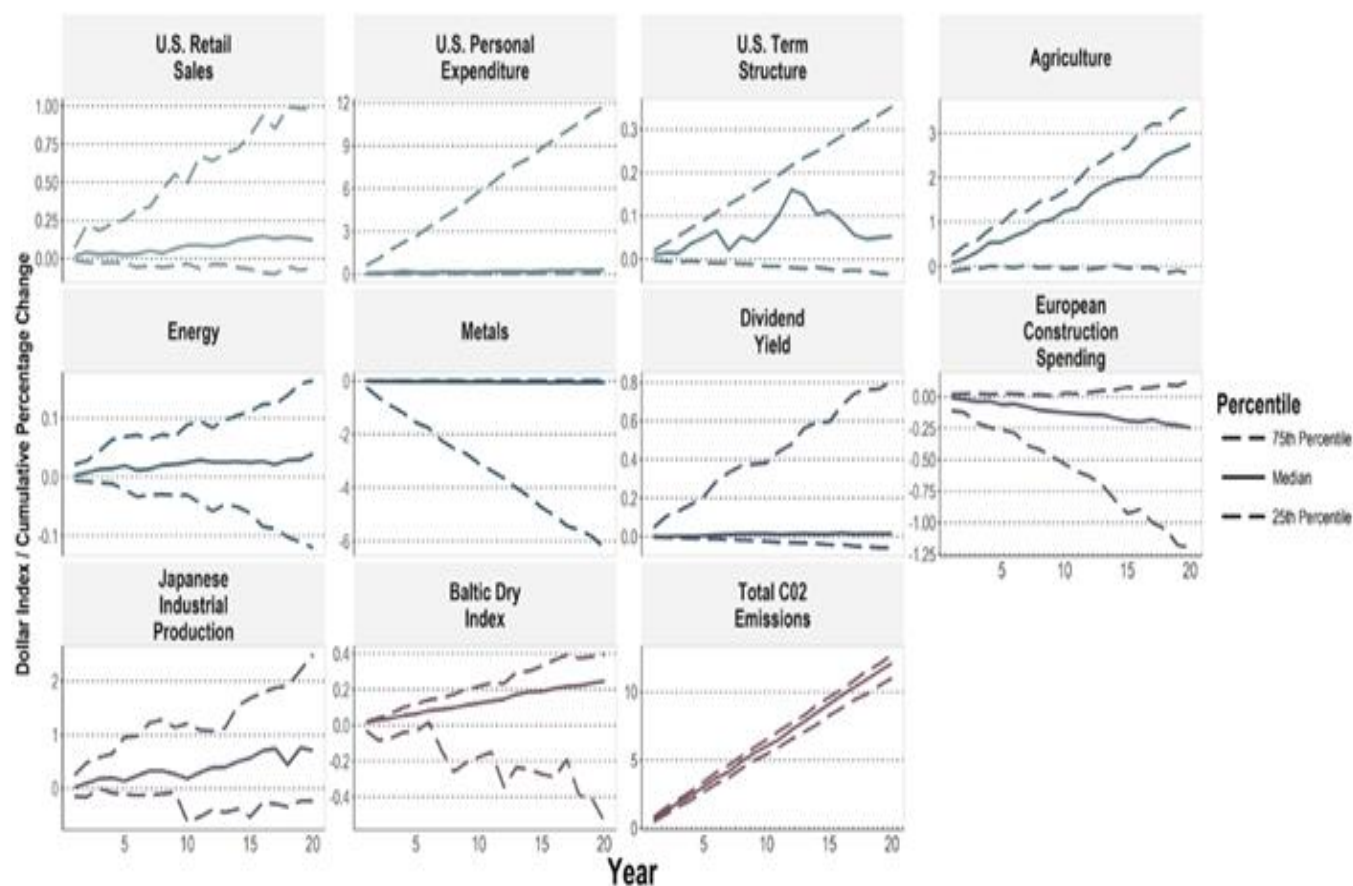 U.S. Retail
Sales
U.S. Personal
Expenditure
U.S. Term
Structure
Agriculture
1.00
0.75
0.50
0.25
0.00
12
9
6
3
0
0.3
0.2
0.1
0.0
3
2
1
0
Dollar Index / Cumulative Percentage Change
Energy
Metals
Dividend
Yield
European
Construction
Spending
0.1
0.0
-0.1
0
-2
-4
-6
0.8
0.6
0.4
0.2
0.0
0.00
-0.25
-0.50
-0.75
-1.00
-1.25
5 10 15 20
Percentile
75th Percentile
Median
25th Percentile
Japanese
Industrial
Production
Baltic Dry
Index
Total C02
Emissions
2
1
0
0.4
0.2
0.0
-0.2
-0.4
10
5
0
5 10 15 20
5 10 15 20
5 10 15 20
Year